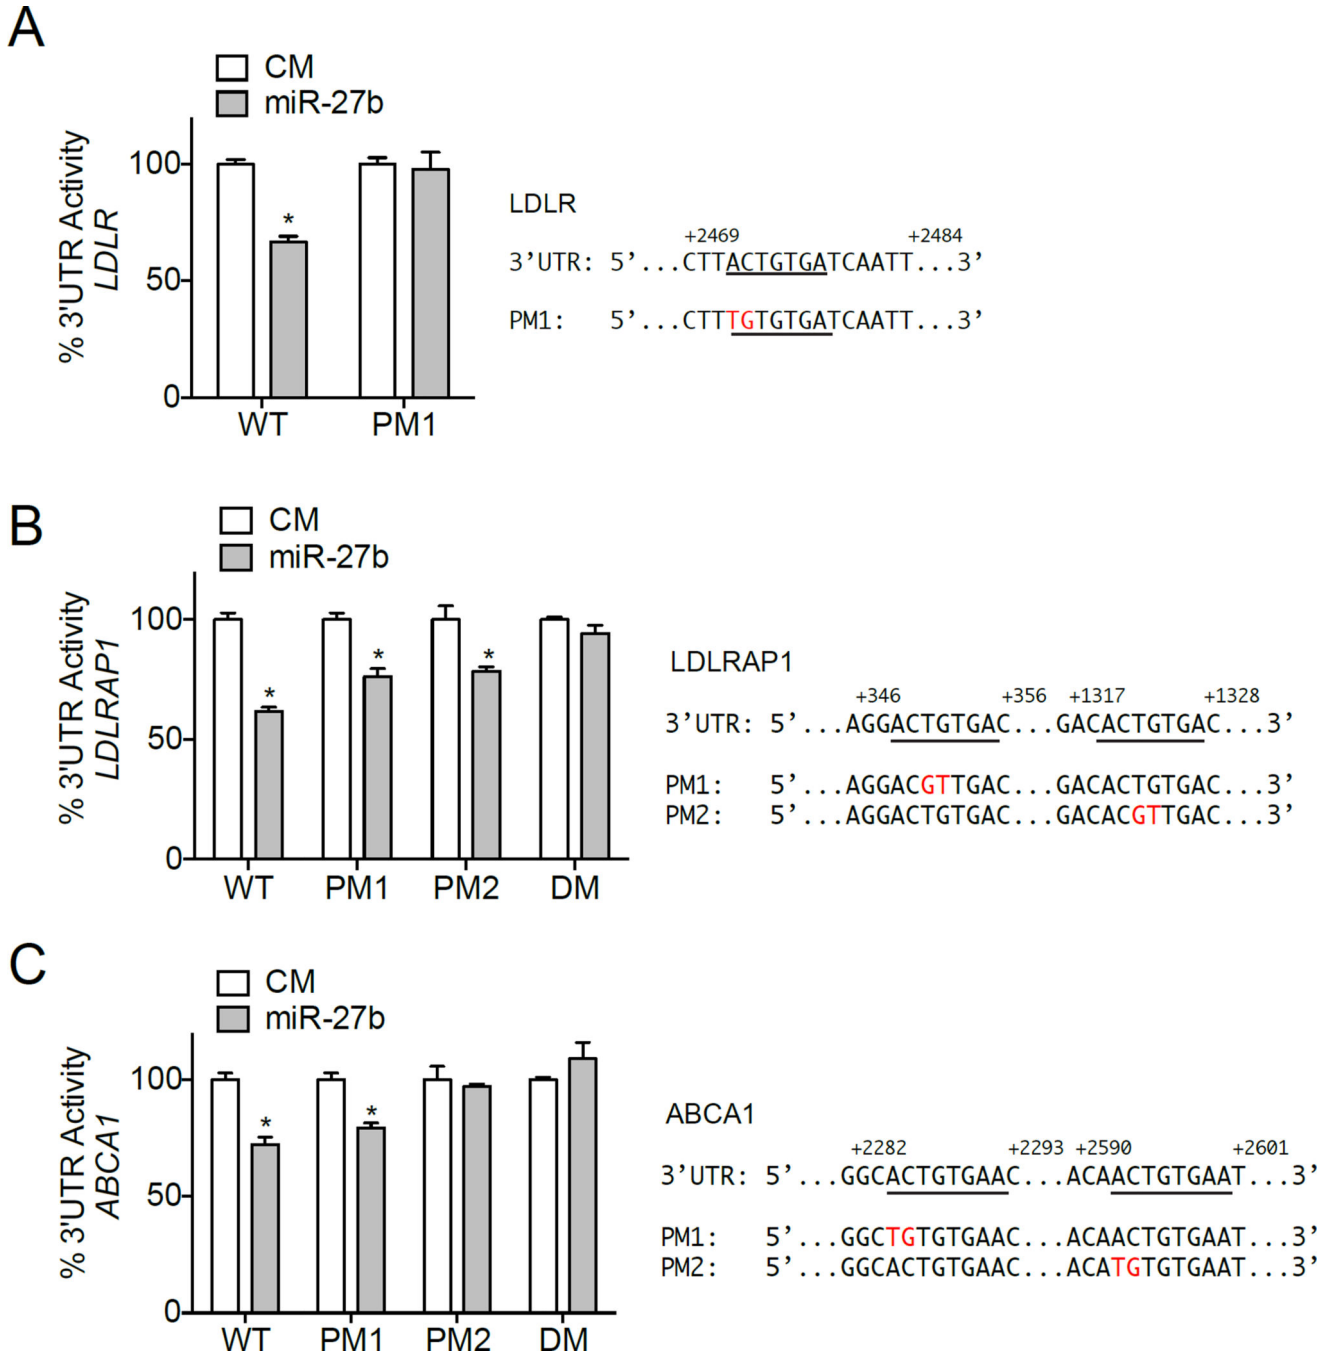 A
CM
miR-27b
% 3'UTR Activity
LDLR
100
50
0
WT PM1
LDLR
+2469 +2484
3’UTR: 5’...CTTACTGTGATCAATT...3’
PM1: 5’...CTTTGTGTGATCAATT...3’
B
CM
miR-27b
% 3'UTR Activity
LDLRAP1
100
50
0
* * *
WT PM1 PM2 DM
LDLRAP1
+346 +356 +1317 +1328
3’UTR: 5’...AGGACTGTGAC...GACACTGTGAC...3’
PM1: 5’...AGGACGTTGAC...GACACTGTGAC...3’
PM2: 5’...AGGACTGTGAC...GACACGTTGAC...3’
C
CM
miR-27b
% 3'UTR Activity
ABCA1
100
50
0
* *
WT PM1 PM2 DM
ABCA1
+2282 +2293 +2590 +2601
3’UTR: 5’...GGCACTGTGAAC...ACAACTGTGAAT...3’
PM1: 5’...GGCTGTGTGAAC...ACAACTGTGAAT...3’
PM2: 5’...GGCACTGTGAAC...ACATGTGTGAAT...3’